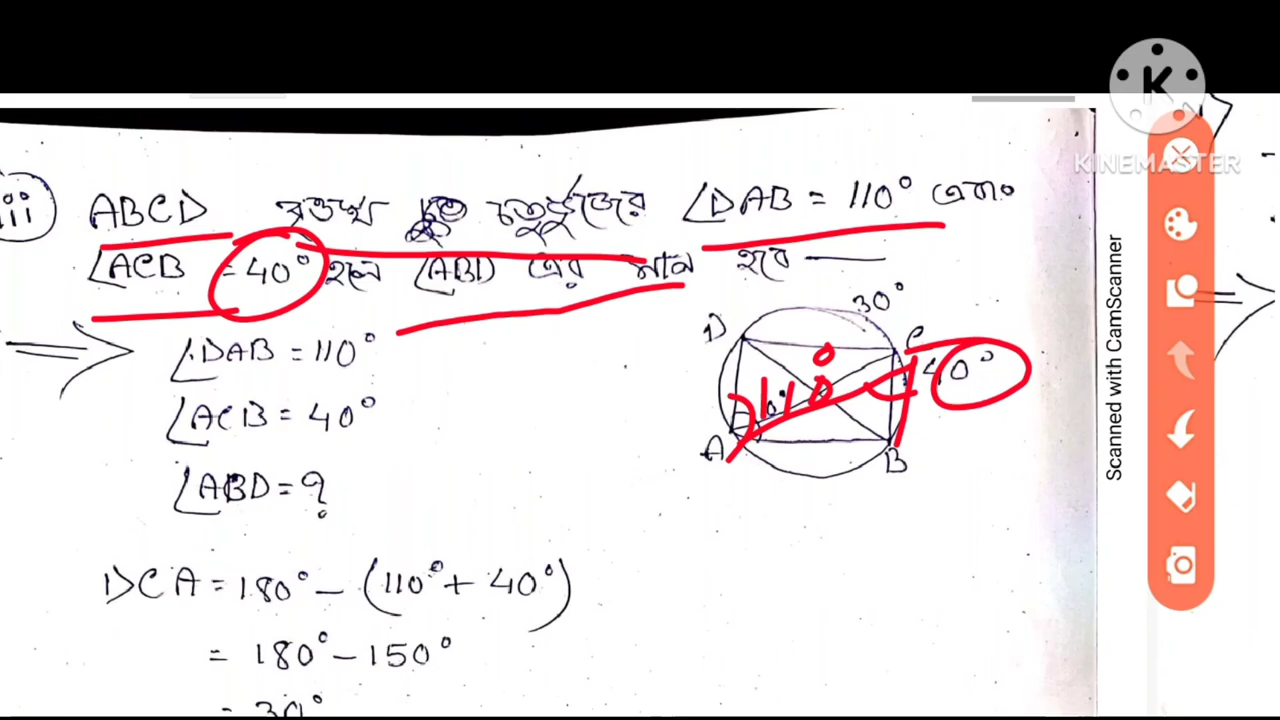 KINEMASTER
iii ABCD বৃত্তস্থ চতুর্ভুজের ∠DAB = 110° এবং
∠ACB = 40° হলে ∠ABD এর মান হবে
∠DAB = 110°
∠ACB = 40°
∠ABD = ?
DCA = 180° - (110° + 40°)
= 180° - 150°
= 30°
30°
D C
40°
110°
A B
Scanned with CamScanner